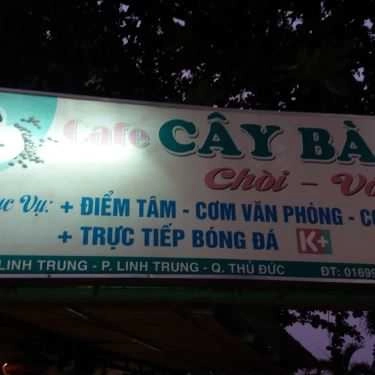 Cafe CÂY BÀ
Chòi -
Vụ: + ĐIỂM TÂM - CƠM VĂN PHÒNG -
+ TRỰC TIẾP BÓNG ĐÁ K+
LINH TRUNG - P. LINH TRUNG - Q. THỦ ĐỨC ĐT: 01699